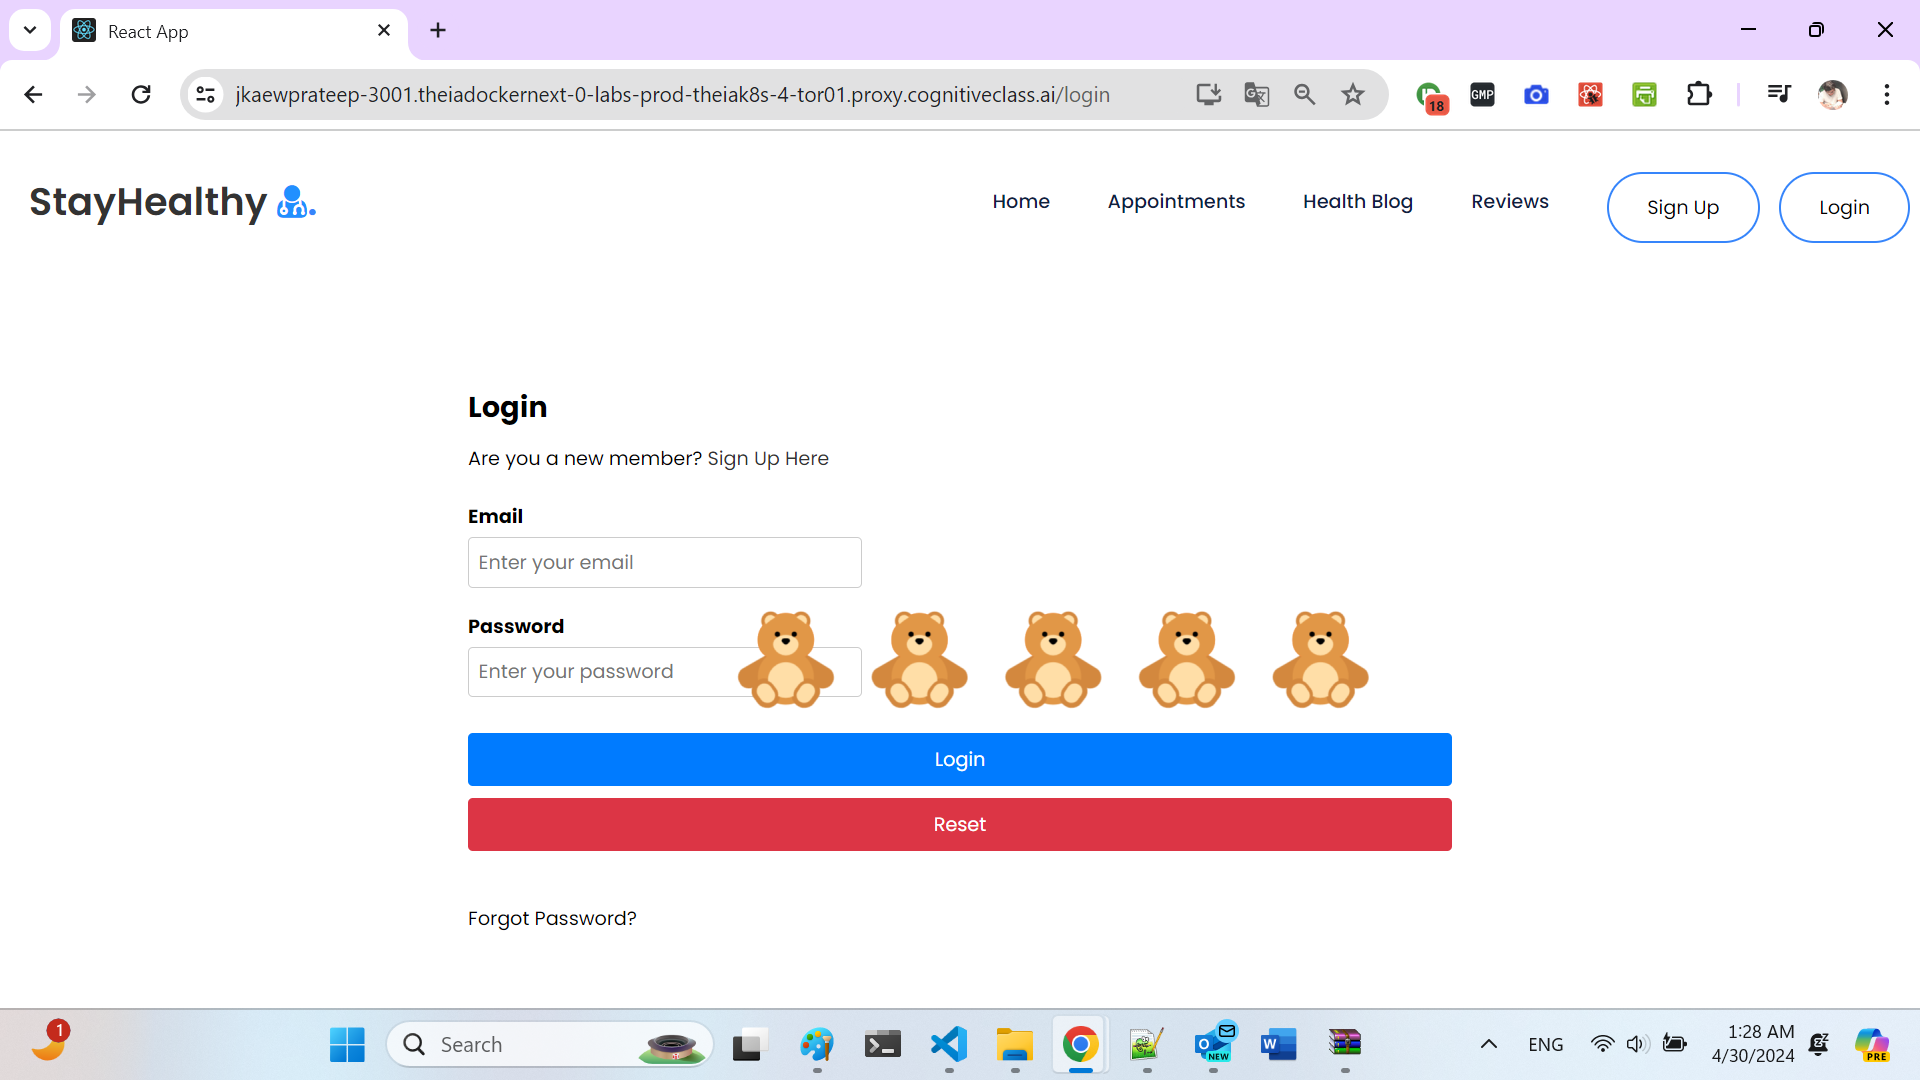 React App
jkaewprateep-3001.theiadockernext-0-labs-prod-theiak8s-4-tor01.proxy.cognitiveclass.ai/login
18
GMP
StayHealthy
Home
Appointments
Health Blog
Reviews
Sign Up
Login
Login
Are you a new member? Sign Up Here
Email
Enter your email
Password
Enter your password
Login
Reset
Forgot Password?
1
Search
NEW
W
ENG
1:28 AM
4/30/2024
PRE